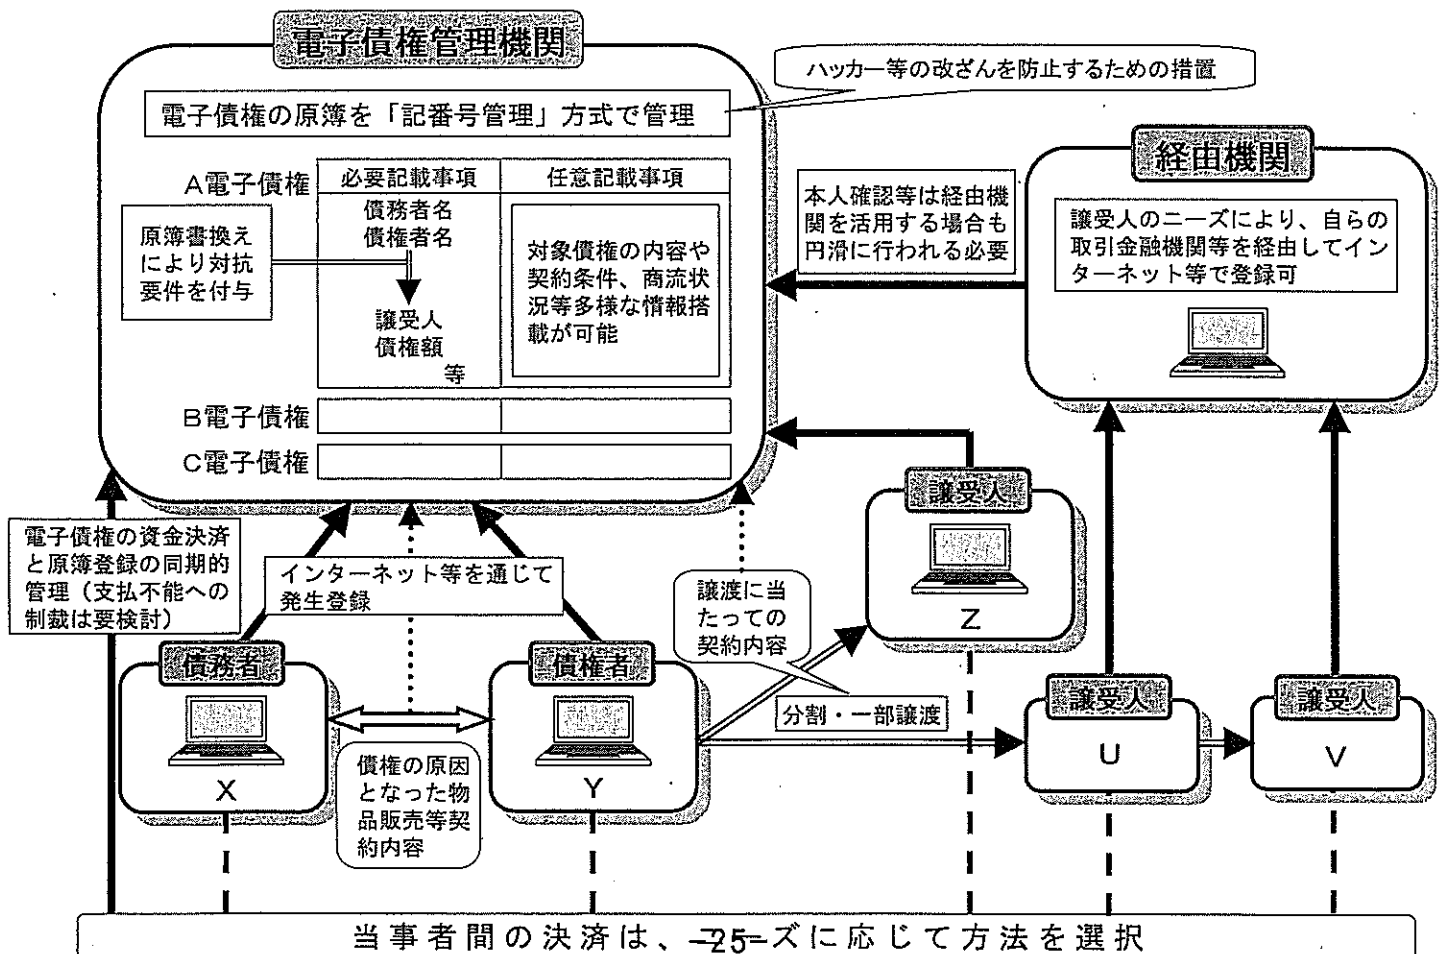 電子債権管理機関
ハッカー等の改ざんを防止するための措置
電子債権の原簿を「記番号管理」方式で管理
A電子債権
必要記載事項
任意記載事項
債務者名
債権者名
譲受人
債権額
等
対象債権の内容や
契約条件、商流状
況等多様な情報搭
載が可能
原簿書換え
により対抗
要件を付与
B電子債権
C電子債権
経由機関
本人確認等は経由機
関を活用する場合も
円滑に行われる必要
譲受人のニーズにより、自らの
取引金融機関等を経由してイン
ターネット等で登録可
電子債権の資金決済
と原簿登録の同期的
管理(支払不能への
制裁は要検討)
インターネット等を通じて
発生登録
譲渡に当
たっての
契約内容
譲受人
Z
債務者
X
債権者
Y
債権の原因
となった物
品販売等契
約内容
分割・一部譲渡
譲受人
U
譲受人
V
当事者間の決済は、ニーズに応じて方法を選択
-25-